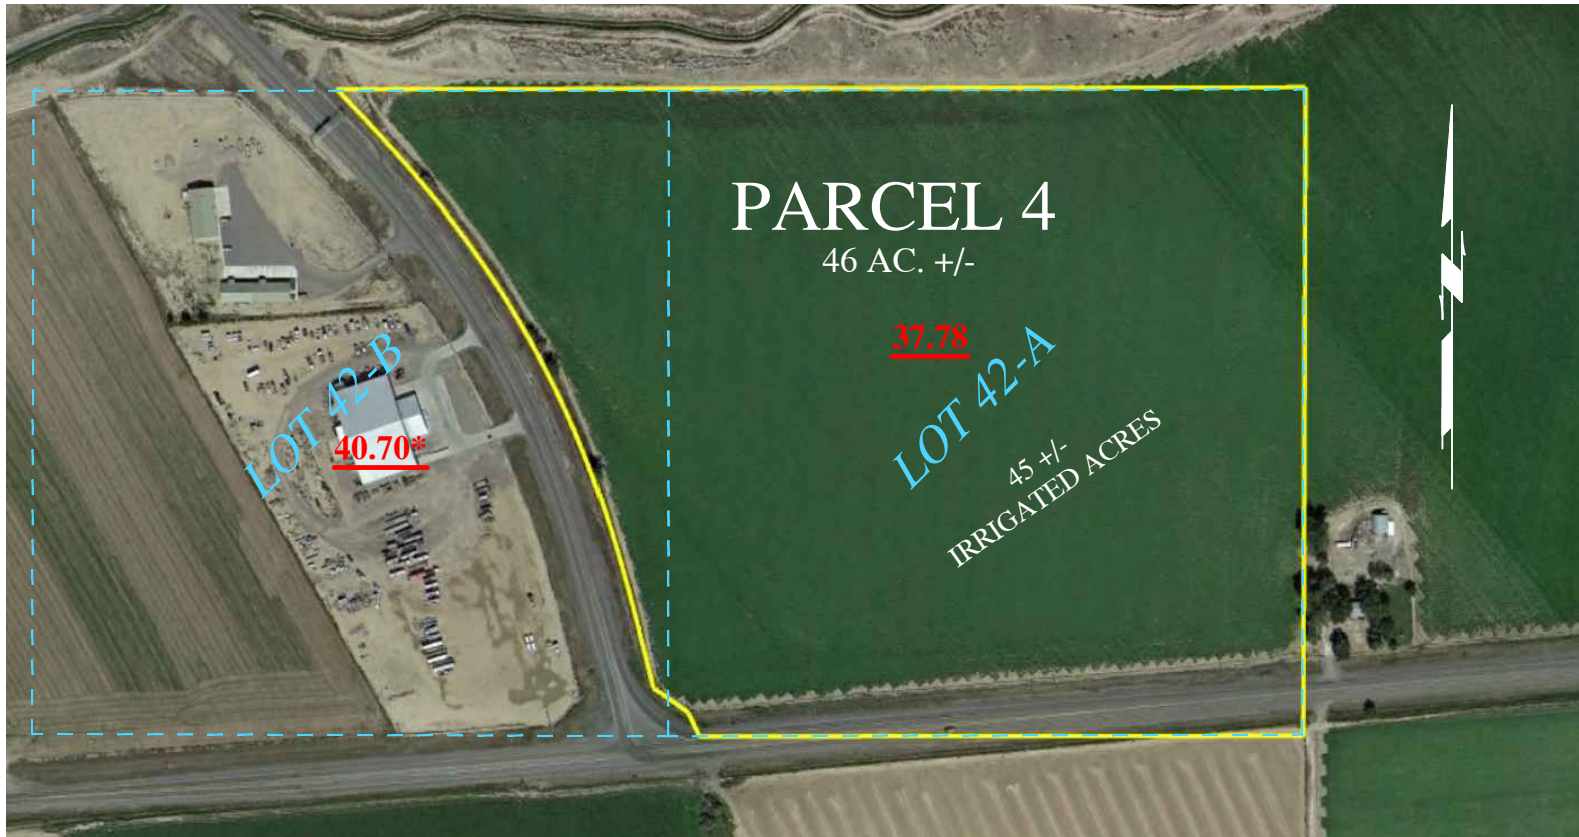 PARCEL 4
46 AC. +/-
37.78
LOT 42-A
45 +/-
IRRIGATED ACRES
LOT 42-B
40.70*